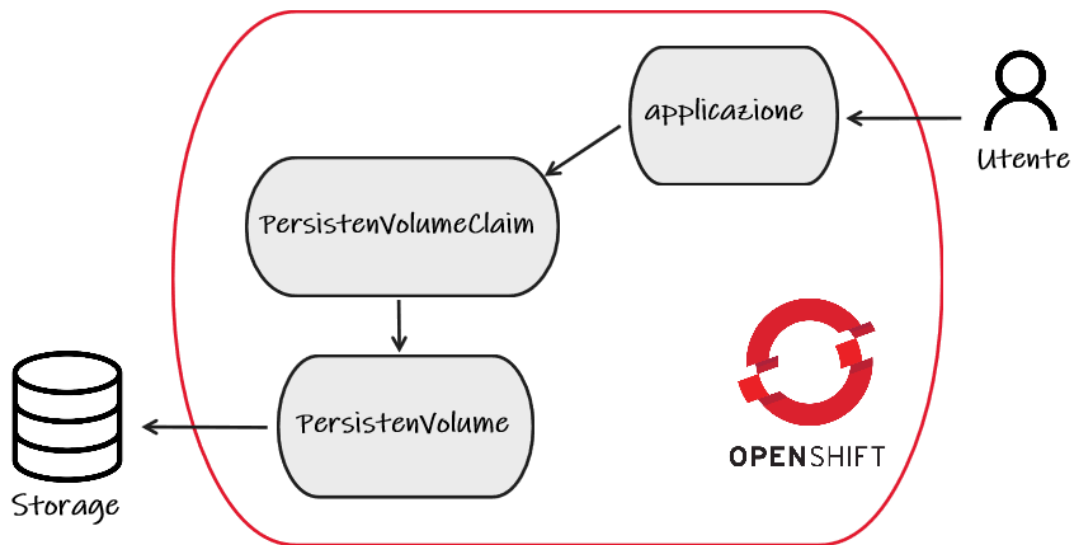 applicazione
Utente
PersistenVolumeClaim
PersistenVolume
OPENSHIFT
Storage